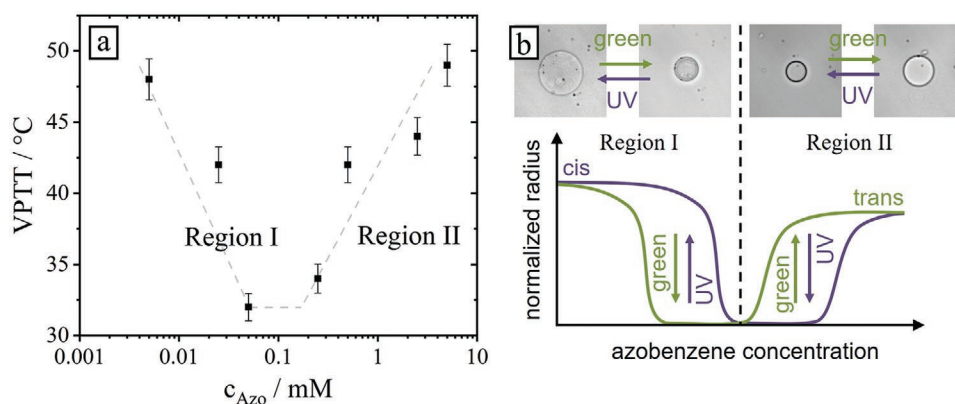 a
VPTT / °C
50
45
40
35
30
Region I
Region II
0.001
0.01
0.1
1
10
c_Azo / mM
b
green
UV
green
UV
Region I
Region II
normalized radius
cis
trans
green
UV
green
UV
azobenzene concentration